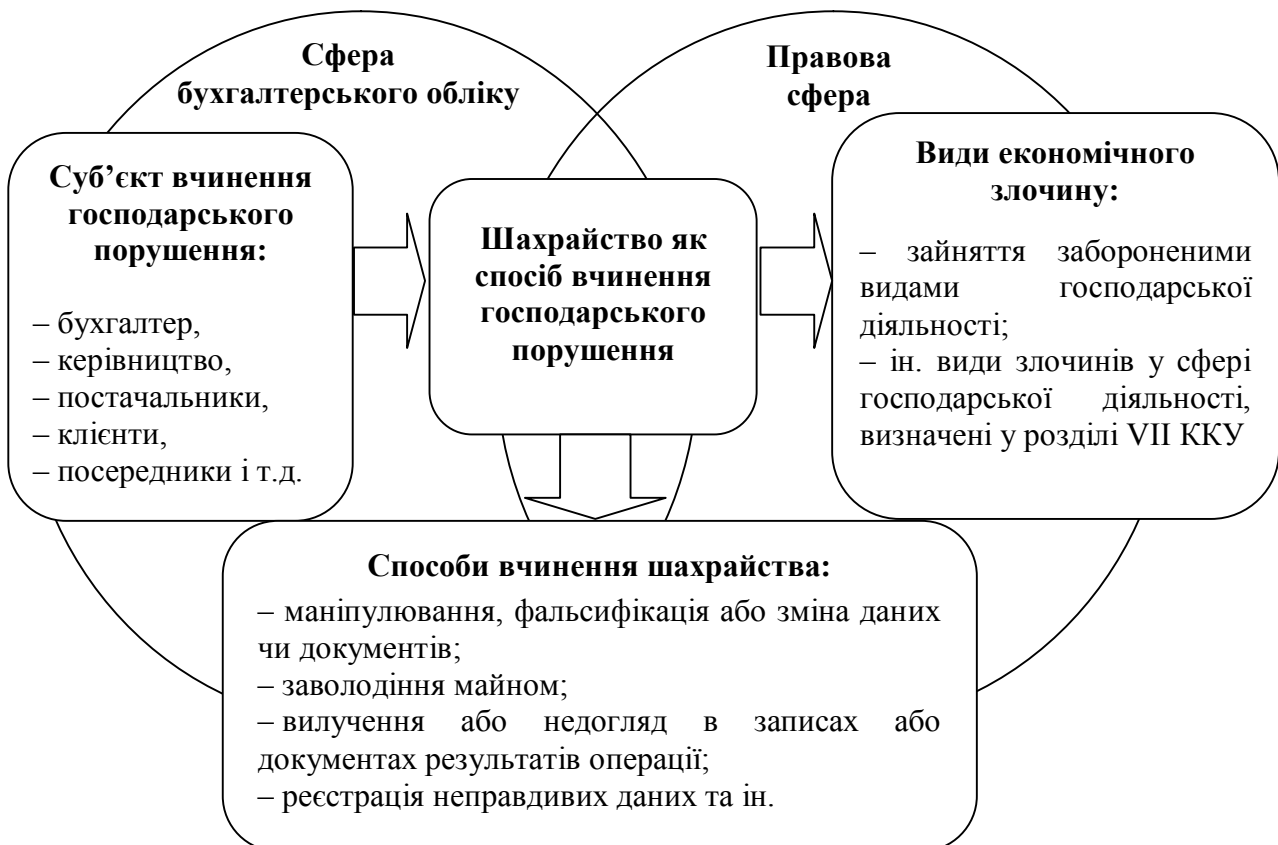 Сфера
бухгалтерського обліку
Правова
сфера
Суб’єкт вчинення
господарського
порушення:
– бухгалтер,
– керівництво,
– постачальники,
– клієнти,
– посередники і т.д.
Шахрайство як
спосіб вчинення
господарського
порушення
Види економічного
злочину:
– зайняття забороненими
видами господарської
діяльності;
– ін. види злочинів у сфері
господарської діяльності,
визначені у розділі VII ККУ
Способи вчинення шахрайства:
– маніпулювання, фальсифікація або зміна даних
чи документів;
– заволодіння майном;
– вилучення або недогляд в записах або
документах результатів операції;
– реєстрація неправдивих даних та ін.